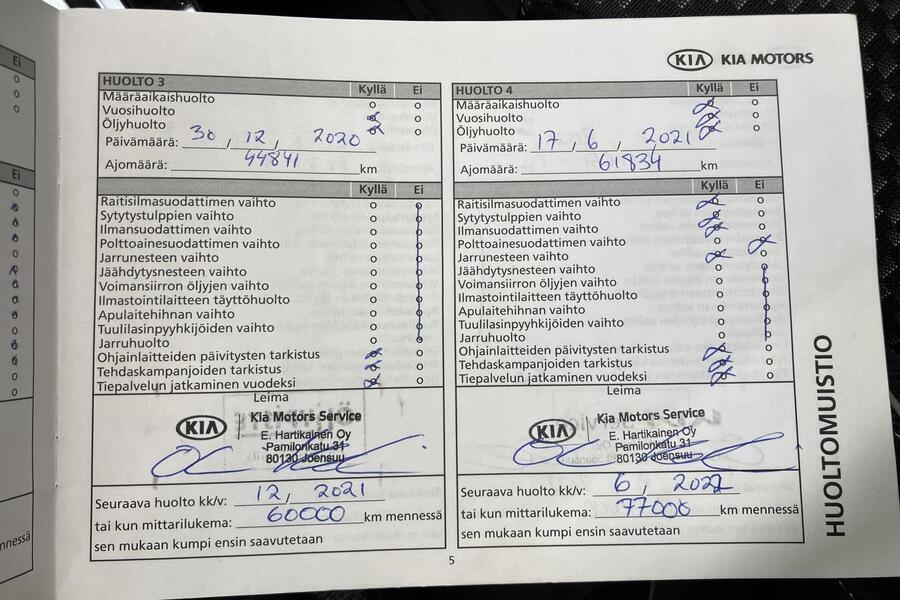 Ei
KIA KIA MOTORS
HUOLTO 3
Kyllä Ei
Määräaikaishuolto
Vuosihuolto
Öljyhuolto
Päivämäärä: 30, 12, 2020
Ajomäärä: 44841 km
Kyllä Ei
Raitisilmasuodattimen vaihto
Sytytystulppien vaihto
Ilmansuodattimen vaihto
Polttoainesuodattimen vaihto
Jarrunesteen vaihto
Jäähdytysnesteen vaihto
Voimansiirron öljyjen vaihto
Ilmastointilaitteen täyttöhuolto
Apulaitehihnan vaihto
Tuulilasinpyyhkijöiden vaihto
Jarruhuolto
Ohjainlaitteiden päivitysten tarkistus
Tehdaskampanjoiden tarkistus
Tiepalvelun jatkaminen vuodeksi
Leima
KIA Kia Motors Service
E. Hartikainen Oy
Pamilonkatu 31
80130 Joensuu
Seuraava huolto kk/v: 12, 2021
tai kun mittarilukema: 60000 km mennessä
sen mukaan kumpi ensin saavutetaan
HUOLTO 4
Kyllä Ei
Määräaikaishuolto
Vuosihuolto
Öljyhuolto
Päivämäärä: 17, 6, 2021
Ajomäärä: 61834 km
Kyllä Ei
Raitisilmasuodattimen vaihto
Sytytystulppien vaihto
Ilmansuodattimen vaihto
Polttoainesuodattimen vaihto
Jarrunesteen vaihto
Jäähdytysnesteen vaihto
Voimansiirron öljyjen vaihto
Ilmastointilaitteen täyttöhuolto
Apulaitehihnan vaihto
Tuulilasinpyyhkijöiden vaihto
Jarruhuolto
Ohjainlaitteiden päivitysten tarkistus
Tehdaskampanjoiden tarkistus
Tiepalvelun jatkaminen vuodeksi
Leima
KIA Kia Motors Service
E. Hartikainen Oy
Pamilonkatu 31
80130 Joensuu
Seuraava huolto kk/v: 6, 2022
tai kun mittarilukema: 77000 km mennessä
sen mukaan kumpi ensin saavutetaan
HUOLTOMUISTIO
5
Ei
nnessä